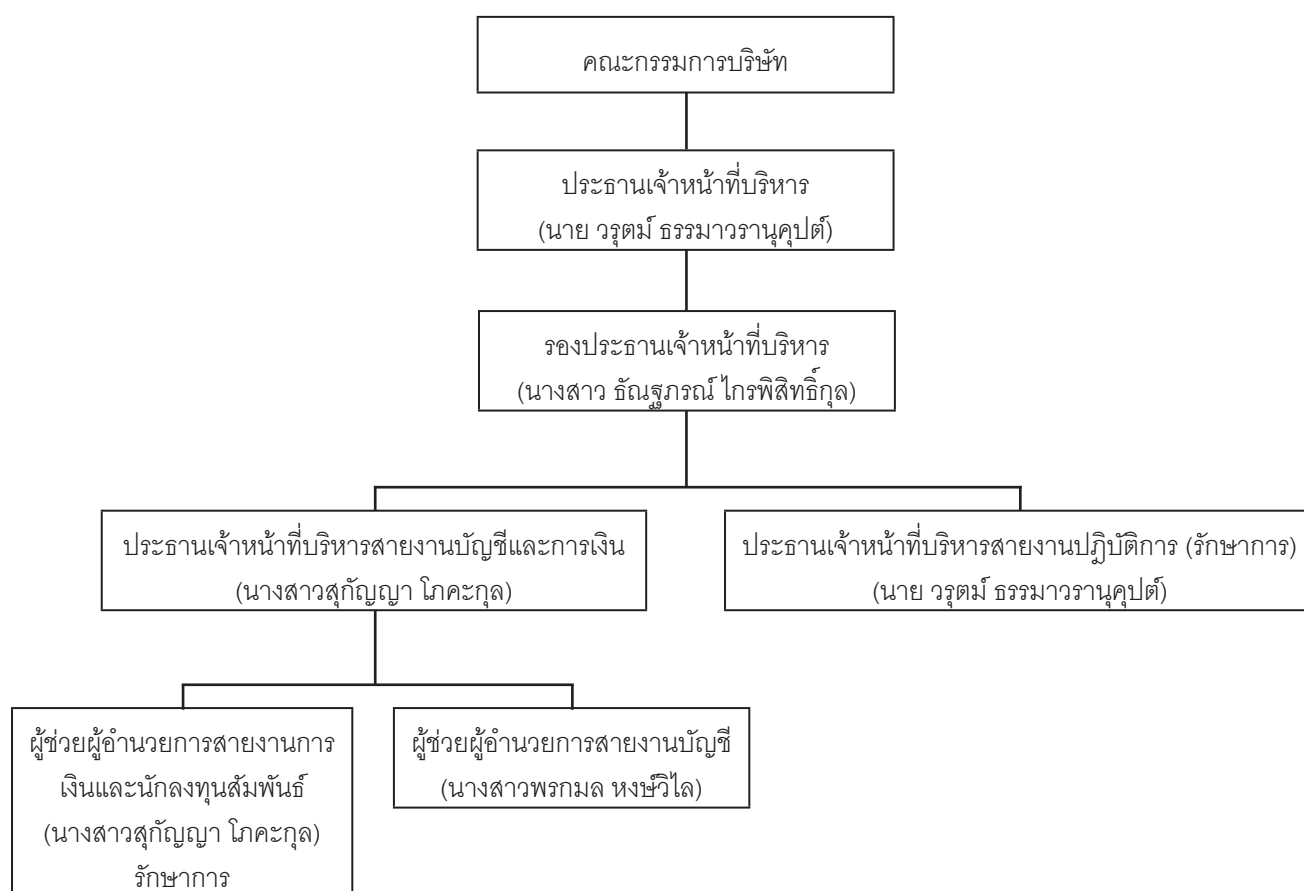 คณะกรรมการบริษัท
ประธานเจ้าหน้าที่บริหาร
(นาย วรุตม์ ธรรมาวรานุคุปต์)
รองประธานเจ้าหน้าที่บริหาร
(นางสาว ธัณฐภรณ์ ไกรพิสิทธิ์กุล)
ประธานเจ้าหน้าที่บริหารสายงานบัญชีและการเงิน
(นางสาวสุกัญญา โภคะกุล)
ประธานเจ้าหน้าที่บริหารสายงานปฎิบัติการ (รักษาการ)
(นาย วรุตม์ ธรรมาวรานุคุปต์)
ผู้ช่วยผู้อำนวยการสายงานการ
เงินและนักลงทุนสัมพันธ์
(นางสาวสุกัญญา โภคะกุล)
รักษาการ
ผู้ช่วยผู้อำนวยการสายงานบัญชี
(นางสาวพรกมล หงษ์วิไล)